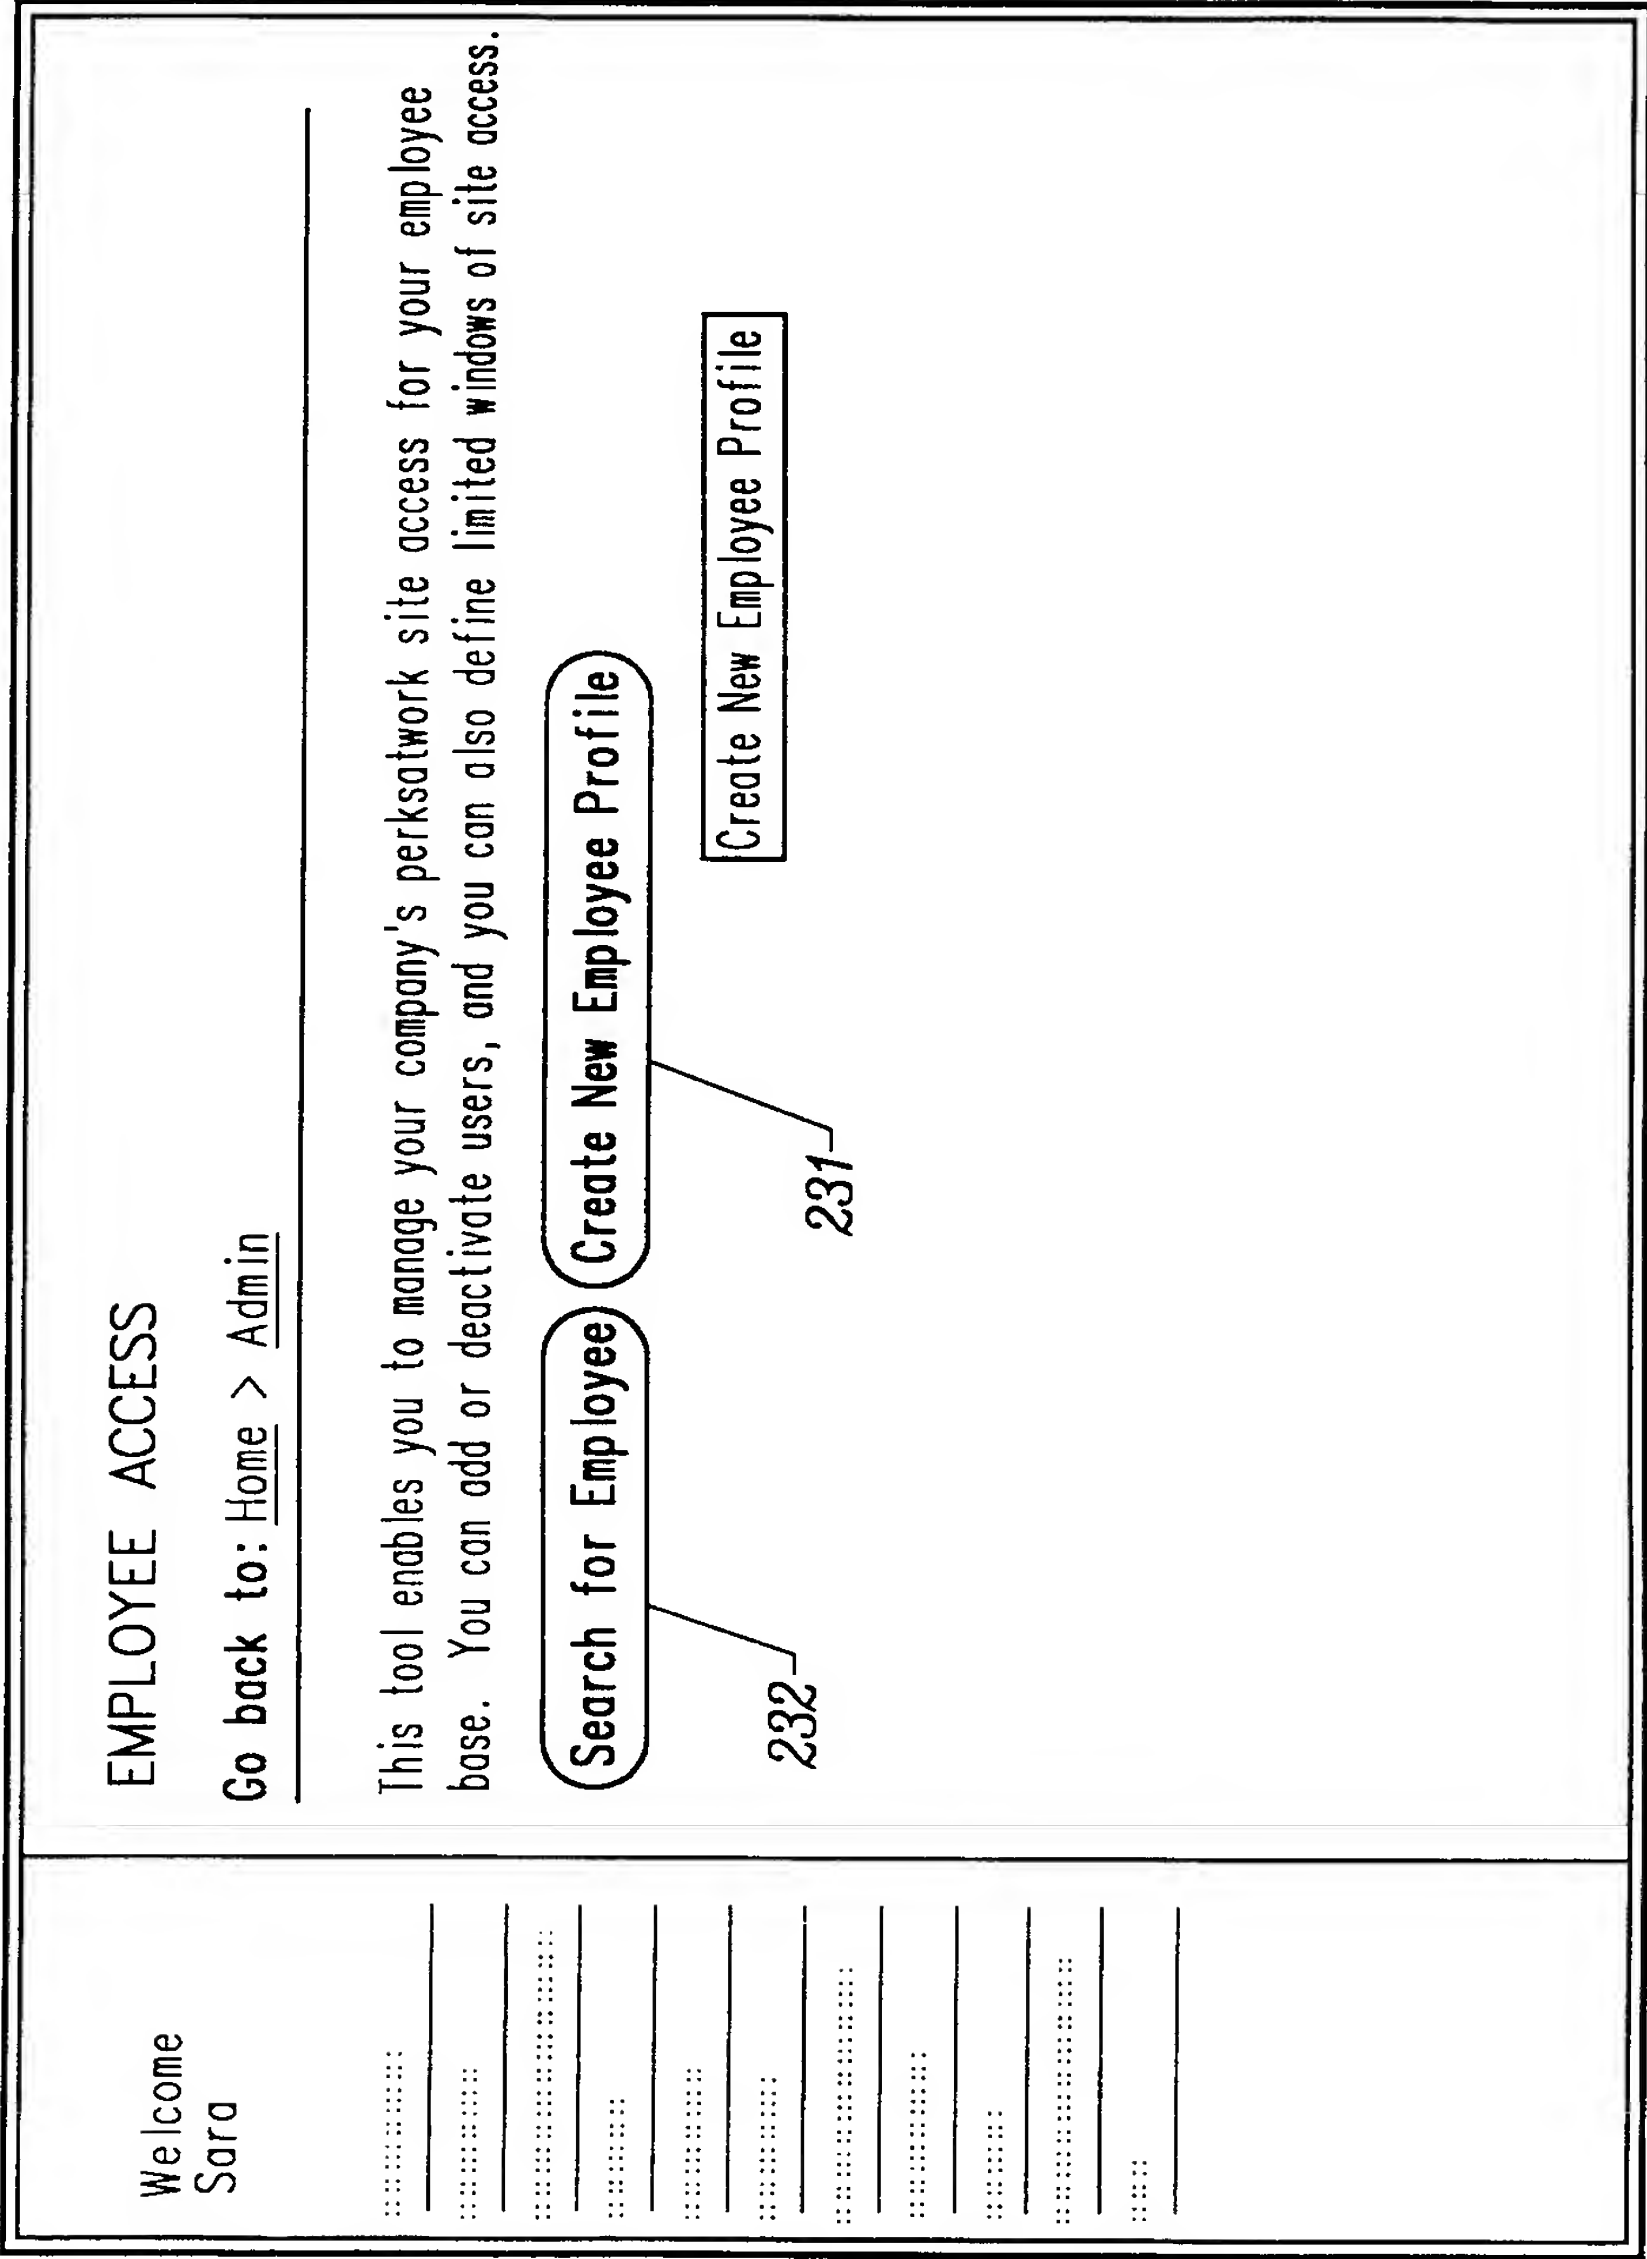 Welcome
Sara
EMPLOYEE ACCESS
Go back to: Home > Admin
This tool enables you to manage your company's perksatwork site access for your employee
base. You can add or deactivate users, and you can also define limited windows of site access.
Search for Employee
Create New Employee Profile
232
231
Create New Employee Profile